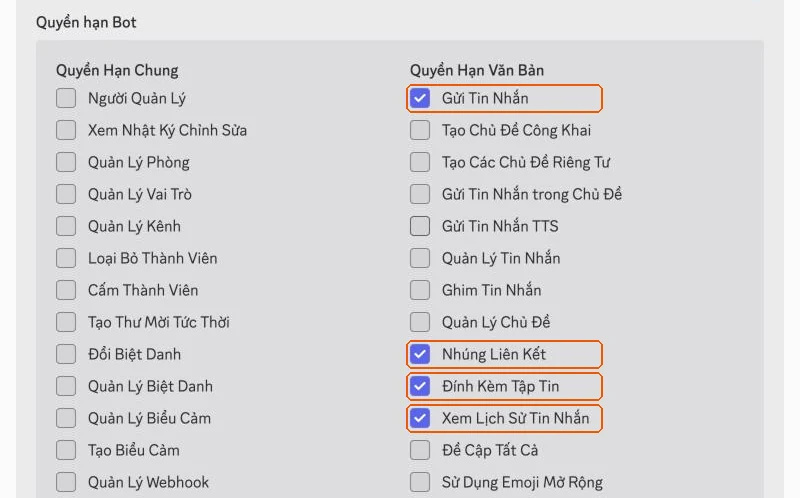 Quyền hạn Bot
Quyền Hạn Chung
Người Quản Lý
Xem Nhật Ký Chỉnh Sửa
Quản Lý Phòng
Quản Lý Vai Trò
Quản Lý Kênh
Loại Bỏ Thành Viên
Cấm Thành Viên
Tạo Thư Mời Tức Thời
Đổi Biệt Danh
Quản Lý Biệt Danh
Quản Lý Biểu Cảm
Tạo Biểu Cảm
Quản Lý Webhook
Quyền Hạn Văn Bản
Gửi Tin Nhắn
Tạo Chủ Đề Công Khai
Tạo Các Chủ Đề Riêng Tư
Gửi Tin Nhắn trong Chủ Đề
Gửi Tin Nhắn TTS
Quản Lý Tin Nhắn
Ghim Tin Nhắn
Quản Lý Chủ Đề
Nhúng Liên Kết
Đính Kèm Tập Tin
Xem Lịch Sử Tin Nhắn
Đề Cập Tất Cả
Sử Dụng Emoji Mở Rộng